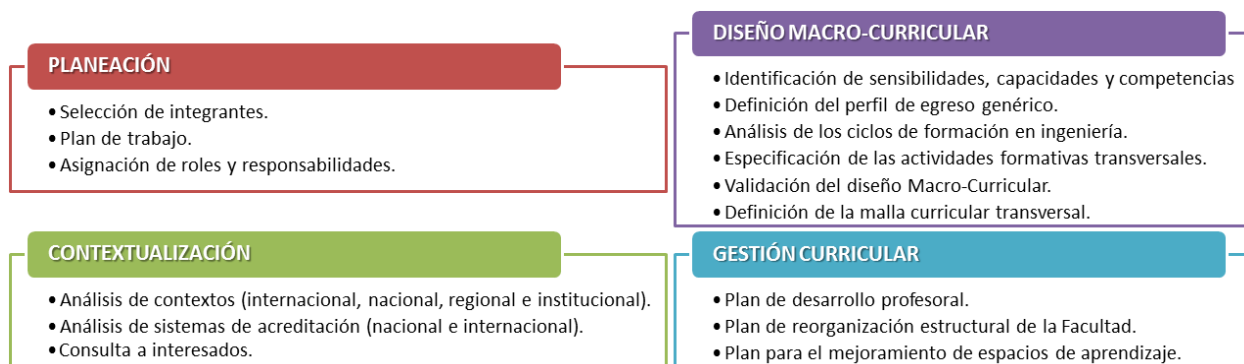 PLANEACIÓN
• Selección de integrantes.
• Plan de trabajo.
• Asignación de roles y responsabilidades.
CONTEXTUALIZACIÓN
• Análisis de contextos (internacional, nacional, regional e institucional).
• Análisis de sistemas de acreditación (nacional e internacional).
• Consulta a interesados.
DISEÑO MACRO-CURRICULAR
• Identificación de sensibilidades, capacidades y competencias
• Definición del perfil de egreso genérico.
• Análisis de los ciclos de formación en ingeniería.
• Especificación de las actividades formativas transversales.
• Validación del diseño Macro-Curricular.
• Definición de la malla curricular transversal.
GESTIÓN CURRICULAR
• Plan de desarrollo profesoral.
• Plan de reorganización estructural de la Facultad.
• Plan para el mejoramiento de espacios de aprendizaje.